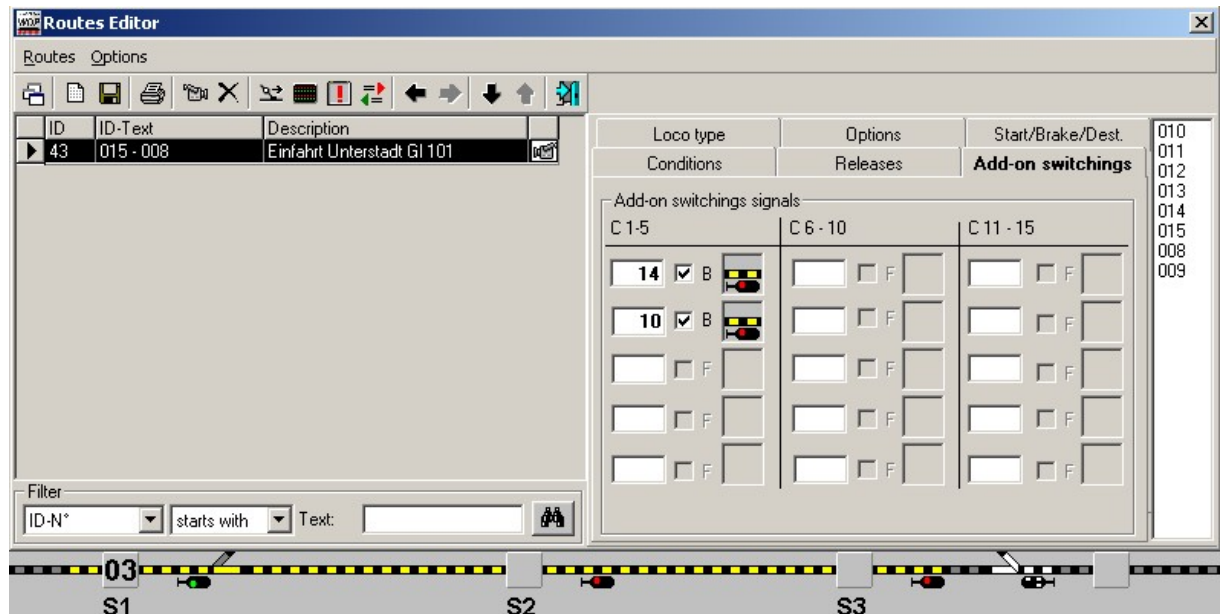 WDP Routes Editor
Routes Options
ID ID-Text Description
43 015 - 008 Einfahrt Unterstadt Gl 101
Filter
ID-N° starts with Text:
Loco type Options Start/Brake/Dest.
Conditions Releases Add-on switchings
Add-on switchings signals
C 1-5 C 6 - 10 C 11 - 15
14 B F F
10 B F F
F F F
F F F
F F F
010
011
012
013
014
015
008
009
03
S1 S2 S3